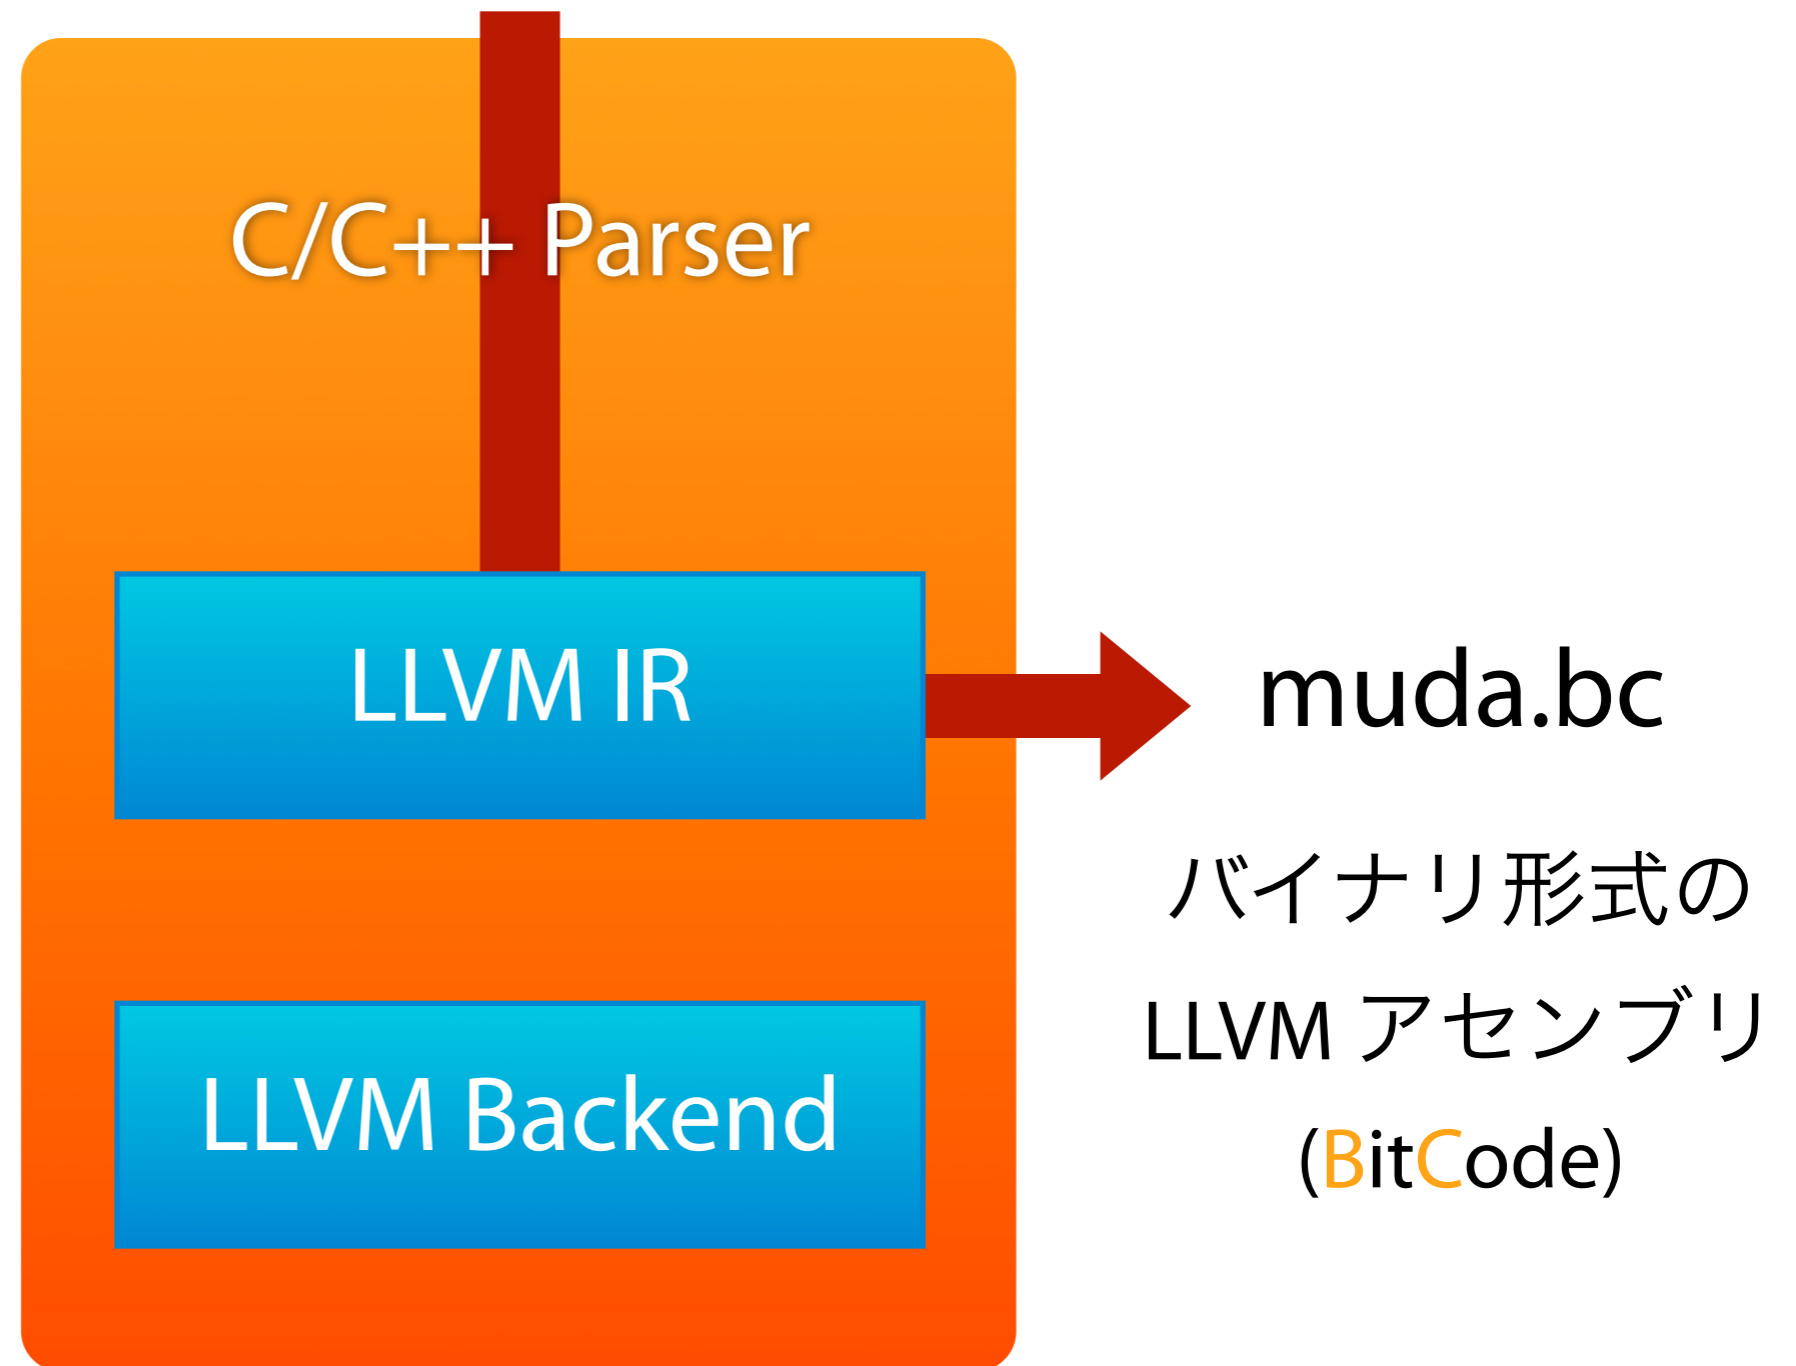 C/C++ Parser
LLVM IR
muda.bc
バイナリ形式の
LLVM アセンブリ
(BitCode)
LLVM Backend